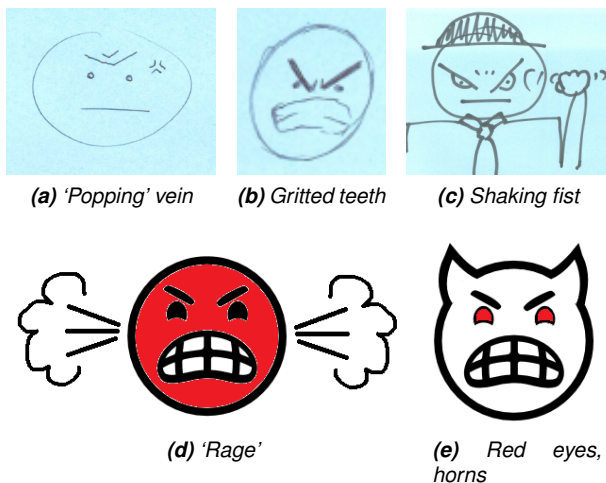 (a) ‘Popping’ vein
(b) Gritted teeth
(c) Shaking fist
(d) ‘Rage’
(e) Red eyes,
horns